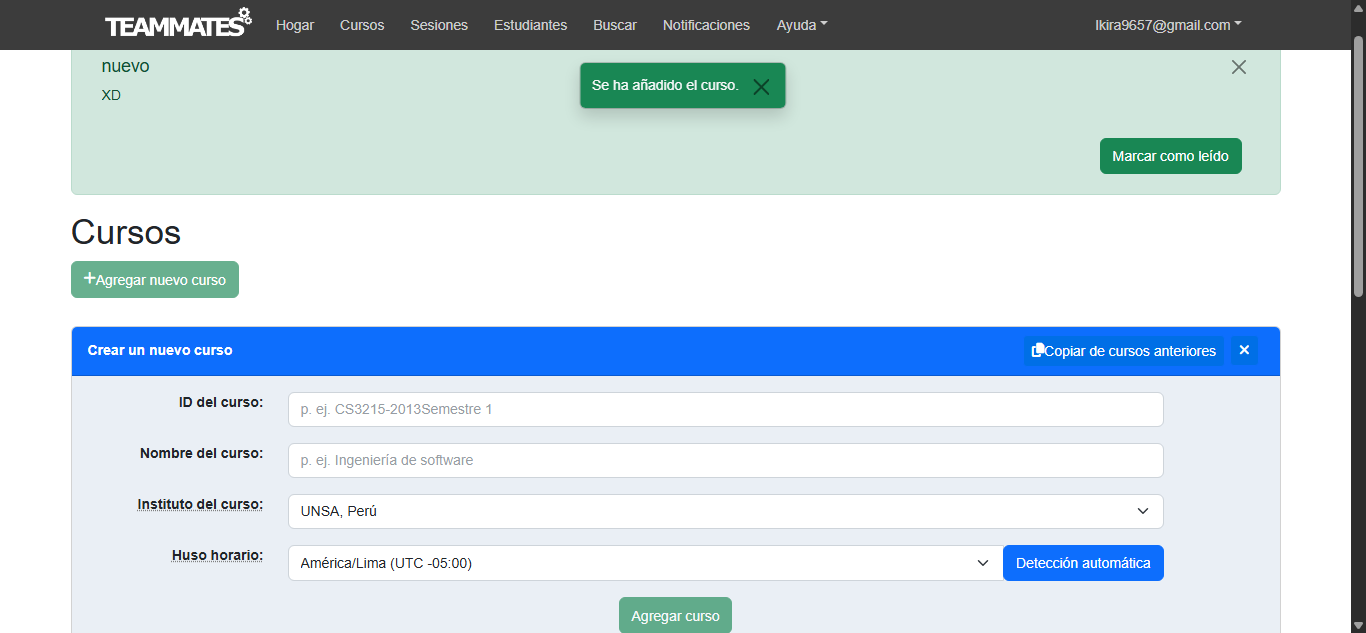 TEAMMATES Hogar Cursos Sesiones Estudiantes Buscar Notificaciones Ayuda lkira9657@gmail.com
nuevo
Se ha añadido el curso.
XD
Marcar como leído
Cursos
+Agregar nuevo curso
Crear un nuevo curso Copiar de cursos anteriores
ID del curso: p. ej. CS3215-2013Semestre 1
Nombre del curso: p. ej. Ingeniería de software
Instituto del curso: UNSA, Perú
Huso horario: América/Lima (UTC -05:00) Detección automática
Agregar curso